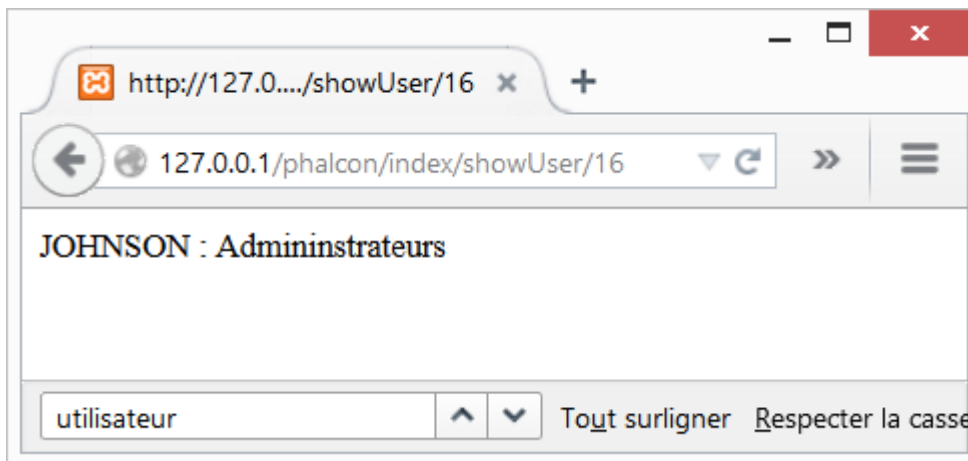 http://127.0..../showUser/16
127.0.0.1/phalcon/index/showUser/16
JOHNSON : Admininstrateurs
utilisateur
Tout surligner
Respecter la casse